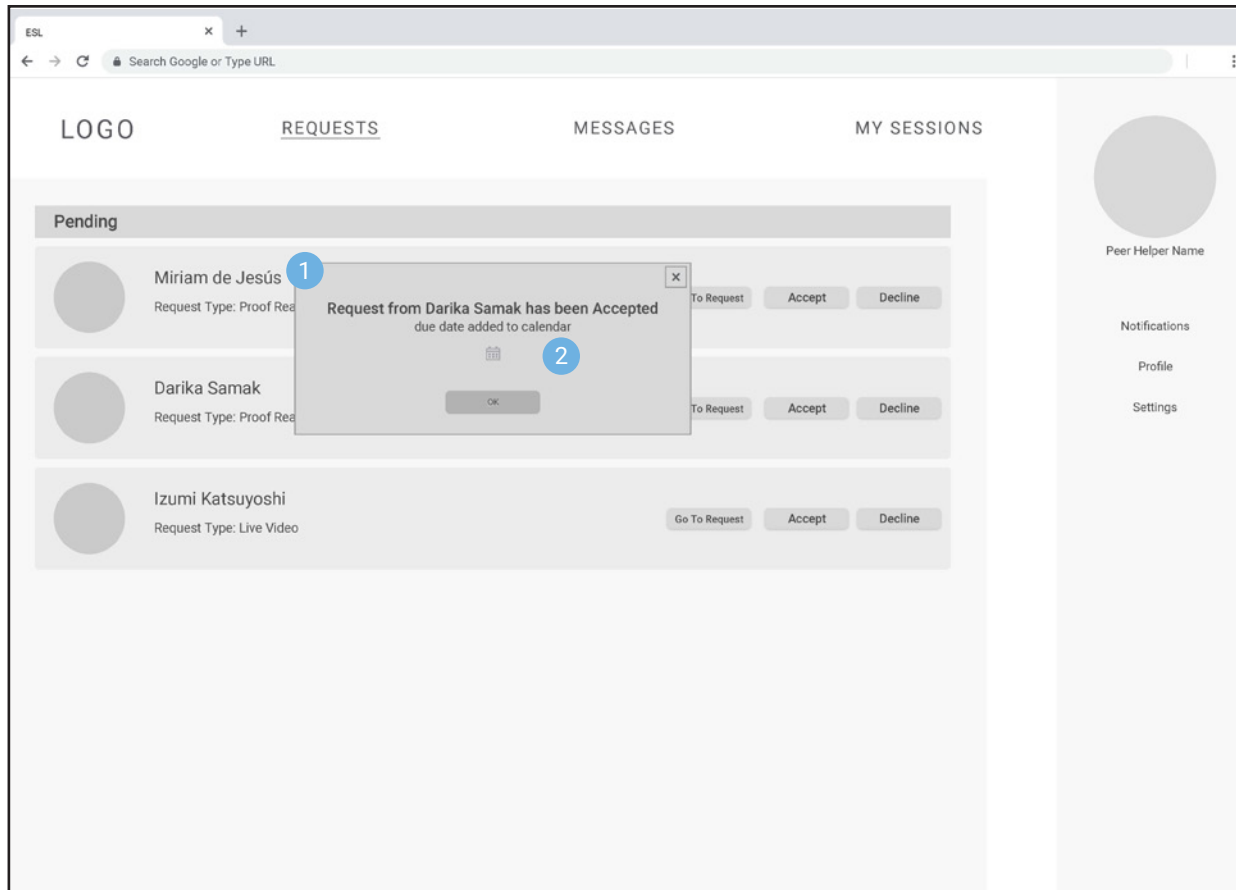 ESL
Search Google or Type URL
LOGO
REQUESTS
MESSAGES
MY SESSIONS
Peer Helper Name
Notifications
Profile
Settings
Pending
Miriam de Jesús
Request Type: Proof Rea
To Request
Accept
Decline
1
Request from Darika Samak has been Accepted
due date added to calendar
2
OK
Darika Samak
Request Type: Proof Rea
To Request
Accept
Decline
Izumi Katsuyoshi
Request Type: Live Video
Go To Request
Accept
Decline